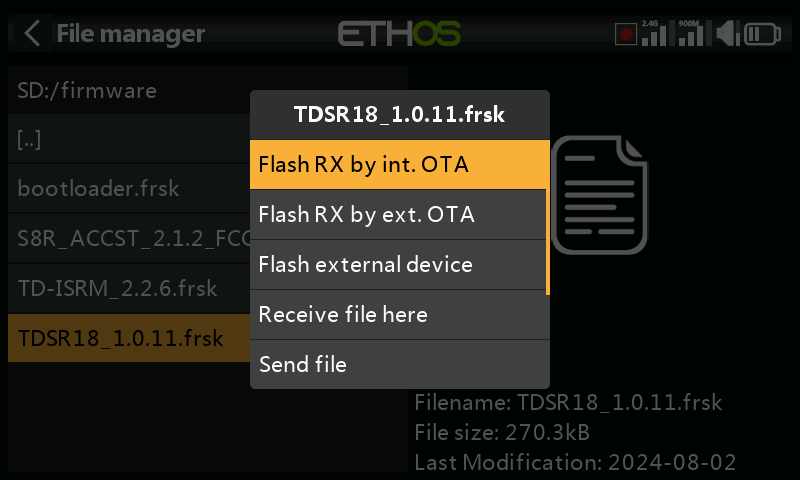 File manager
ETHOS
2.4G
900M
SD:/firmware
[..]
bootloader.frsk
S8R_ACCST_2.1.2_FCC
TD-ISRM_2.2.6.frsk
TDSR18_1.0.11.frsk
TDSR18_1.0.11.frsk
Flash RX by int. OTA
Flash RX by ext. OTA
Flash external device
Receive file here
Send file
Filename: TDSR18_1.0.11.frsk
File size: 270.3kB
Last Modification: 2024-08-02